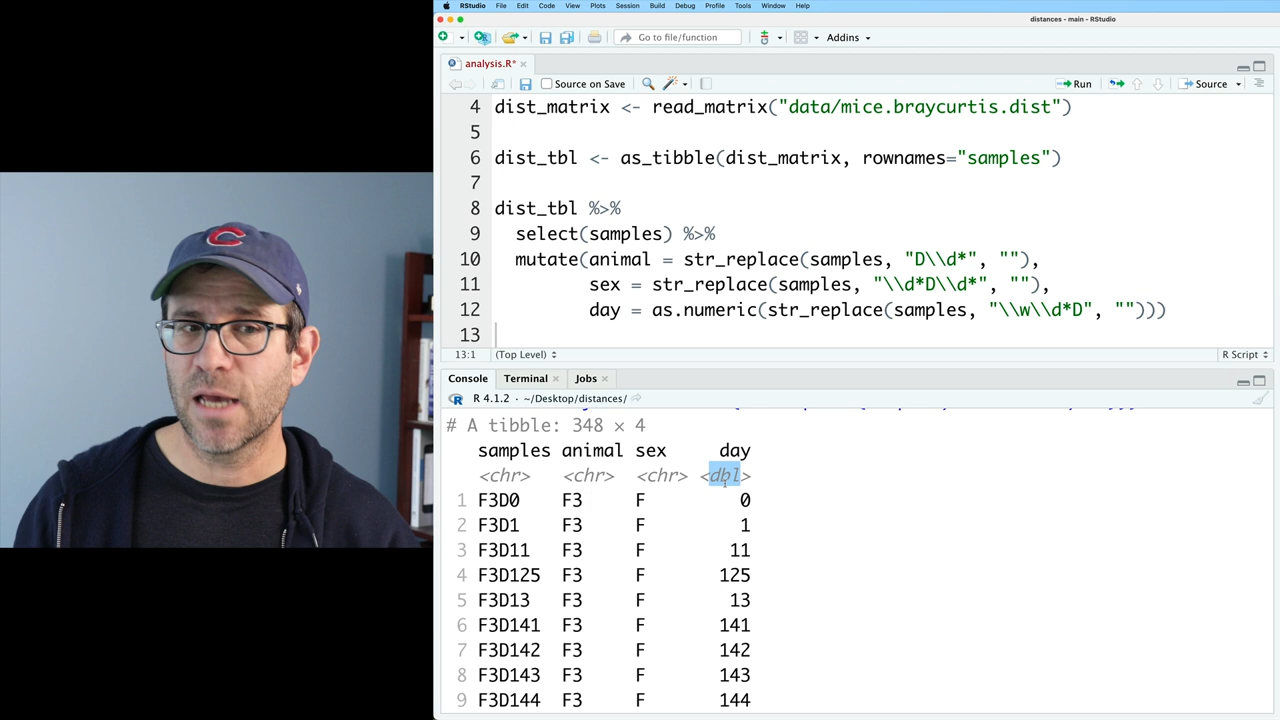 RStudio File Edit Code View Plots Session Build Debug Profile Tools Window Help
distances - main - RStudio
Go to file/function Addins
analysis.R*
Source on Save Run Source
4 dist_matrix <- read_matrix("data/mice.braycurtis.dist")
5
6 dist_tbl <- as_tibble(dist_matrix, rownames="samples")
7
8 dist_tbl %>%
9 select(samples) %>%
10 mutate(animal = str_replace(samples, "D\\d*", ""),
11 sex = str_replace(samples, "\\d*D\\d*", ""),
12 day = as.numeric(str_replace(samples, "\\w\\d*D", "")))
13
13:1 (Top Level) R Script
Console Terminal Jobs
R 4.1.2 · ~/Desktop/distances/
# A tibble: 348 × 4
samples animal sex day
<chr> <chr> <chr> <dbl>
1 F3D0 F3 F 0
2 F3D1 F3 F 1
3 F3D11 F3 F 11
4 F3D125 F3 F 125
5 F3D13 F3 F 13
6 F3D141 F3 F 141
7 F3D142 F3 F 142
8 F3D143 F3 F 143
9 F3D144 F3 F 144
C